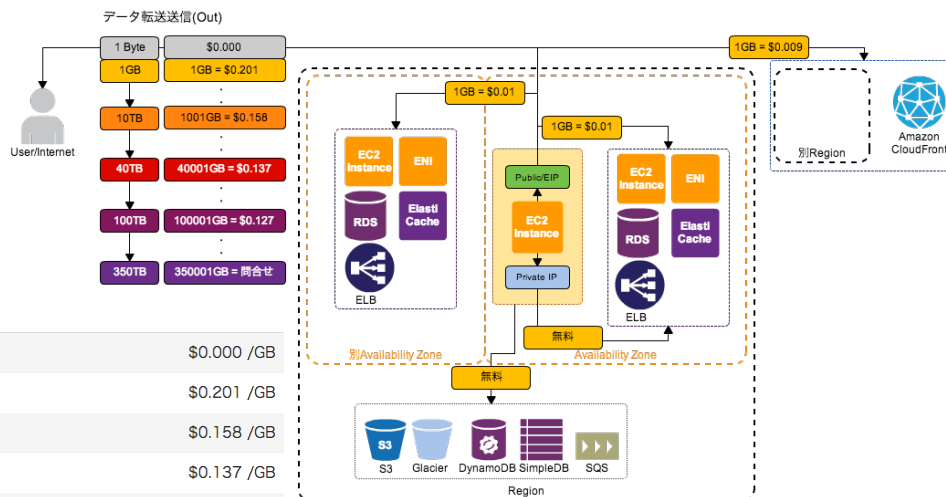 データ転送送信(Out)
1 Byte
$0.000
1GB = $0.009
1GB
1GB = $0.201
1GB = $0.01
10TB
1001GB = $0.158
1GB = $0.01
User/Internet
別Region
Amazon
CloudFront
40TB
40001GB = $0.137
EC2
Instance
ENI
Public/EIP
EC2
Instance
ENI
RDS
Elasti
Cache
EC2
Instance
RDS
Elasti
Cache
100TB
100001GB = $0.127
350TB
350001GB = 問合せ
ELB
Private IP
ELB
無料
別Availability Zone
Availability Zone
無料
$0.000 /GB
$0.201 /GB
$0.158 /GB
$0.137 /GB
S3
S3
Glacier
DynamoDB
SimpleDB
SQS
Region